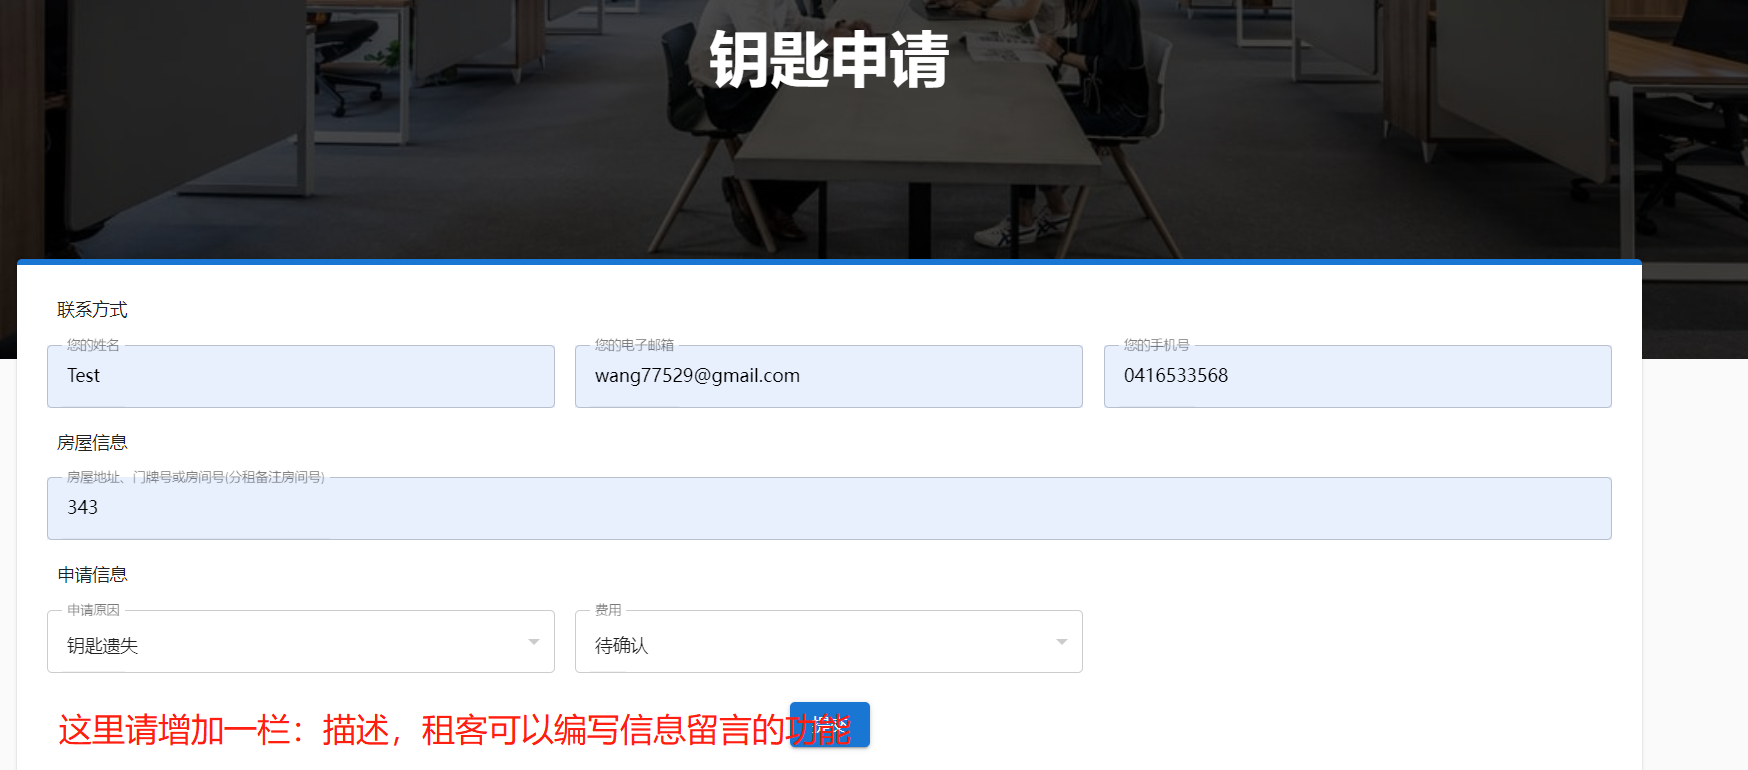 钥匙申请
联系方式
您的姓名
Test
您的电子邮箱
wang77529@gmail.com
您的手机号
0416533568
房屋信息
房屋地址、门牌号或房间号(分租备注房间号)
343
申请信息
申请原因
钥匙遗失
费用
待确认
这里请增加一栏：描述，租客可以编写信息留言的功能
提交